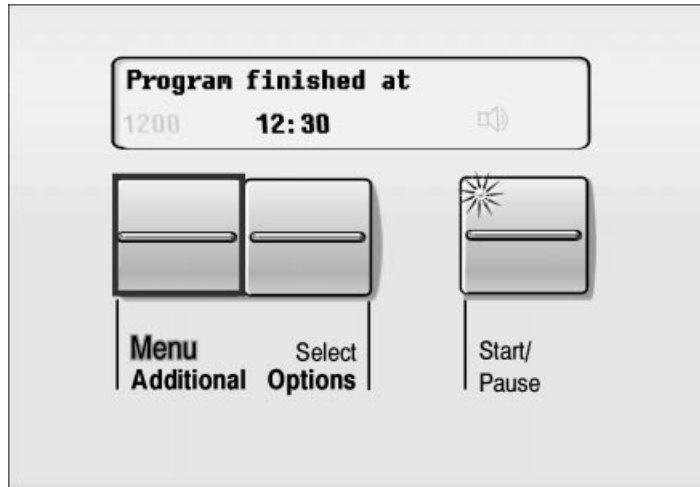 Program finished at
1200 12:30
Menu Select Start/
Additional Options Pause